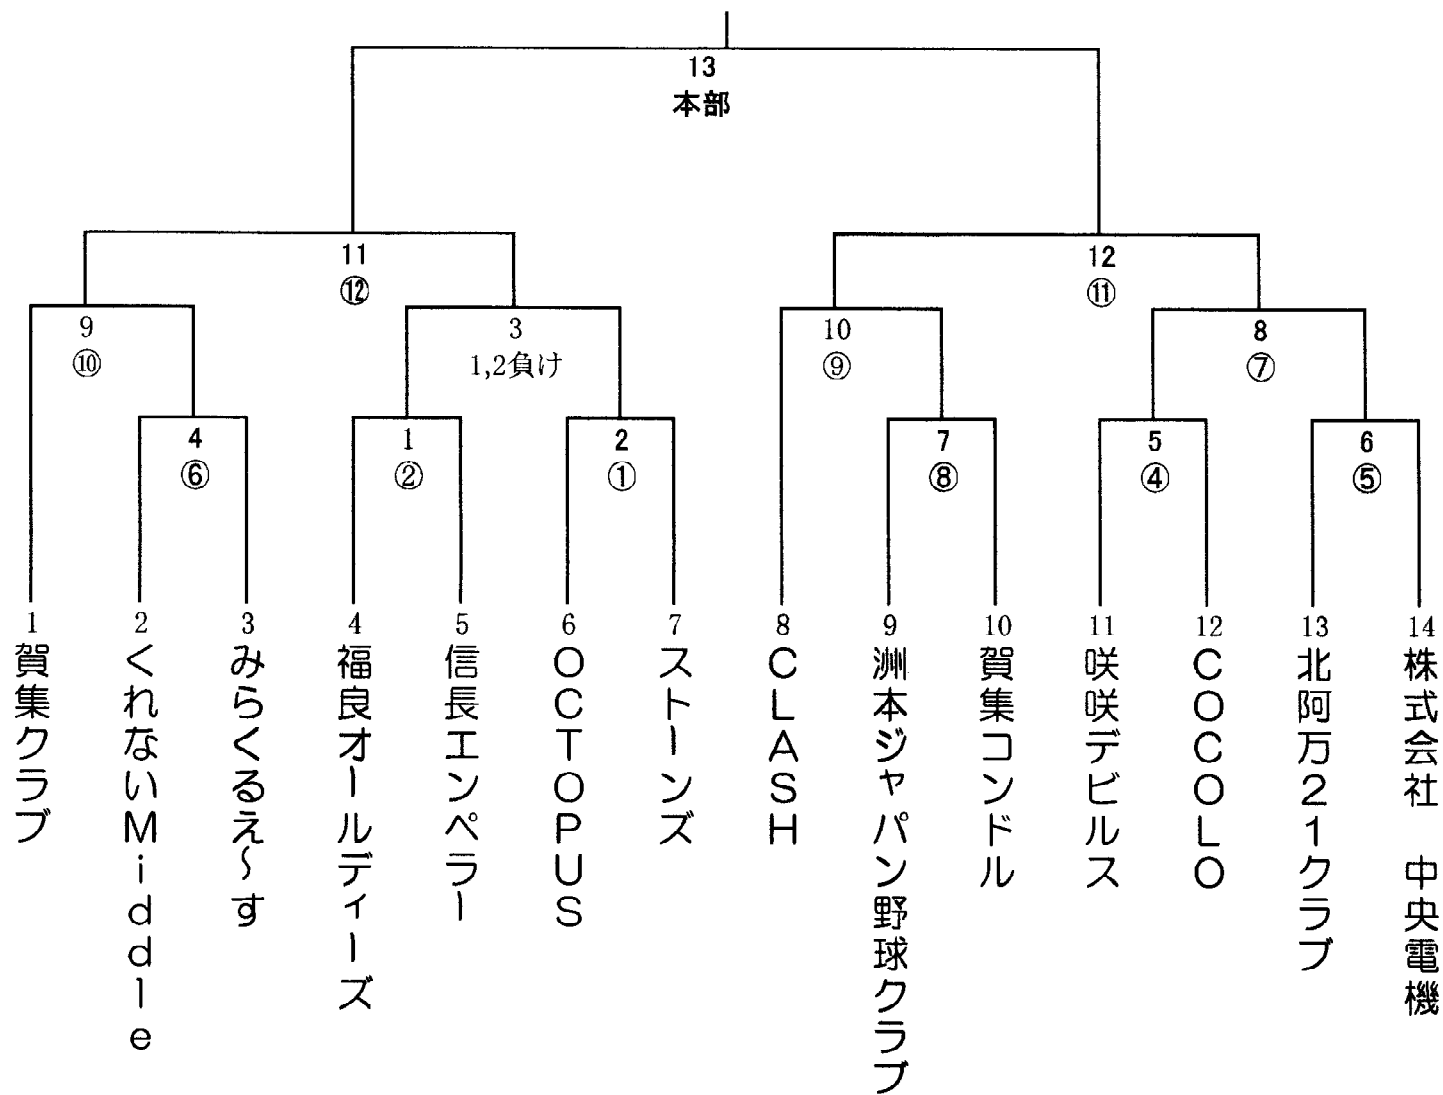 13
本部
11
⑫
12
⑪
9
⑩
3
1,2負け
10
⑨
8
⑦
4
⑥
1
②
2
①
7
⑧
5
④
6
⑤
1
賀集クラブ
2
くれないMiddle
3
みらくるえ~す
4
福良オールディーズ
5
信長エンペラー
6
OCTOPUS
7
ストーンズ
8
CLASH
9
洲本ジャパン野球クラブ
10
賀集コンドル
11
咲咲デビルス
12
COCOLO
13
北阿万21クラブ
14
株式会社 中央電機